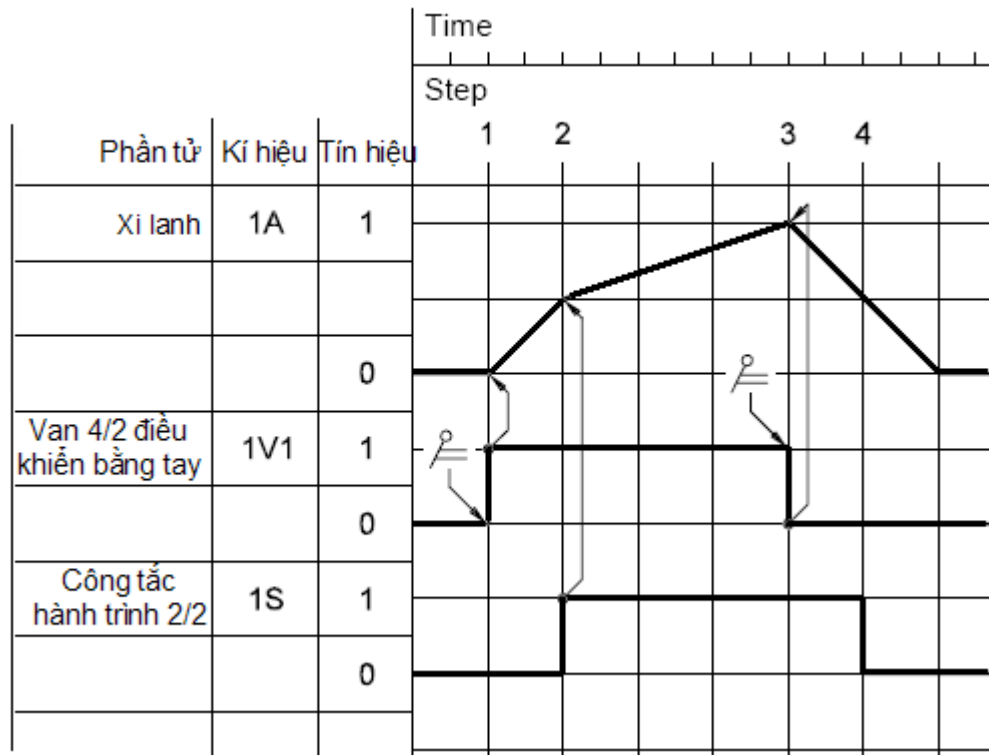 Time
Step
1 2 3 4
Phần tử Kí hiệu Tín hiệu
Xi lanh 1A 1
0
Van 4/2 điều
khiển bằng tay 1V1 1
0
Công tắc
hành trình 2/2 1S 1
0